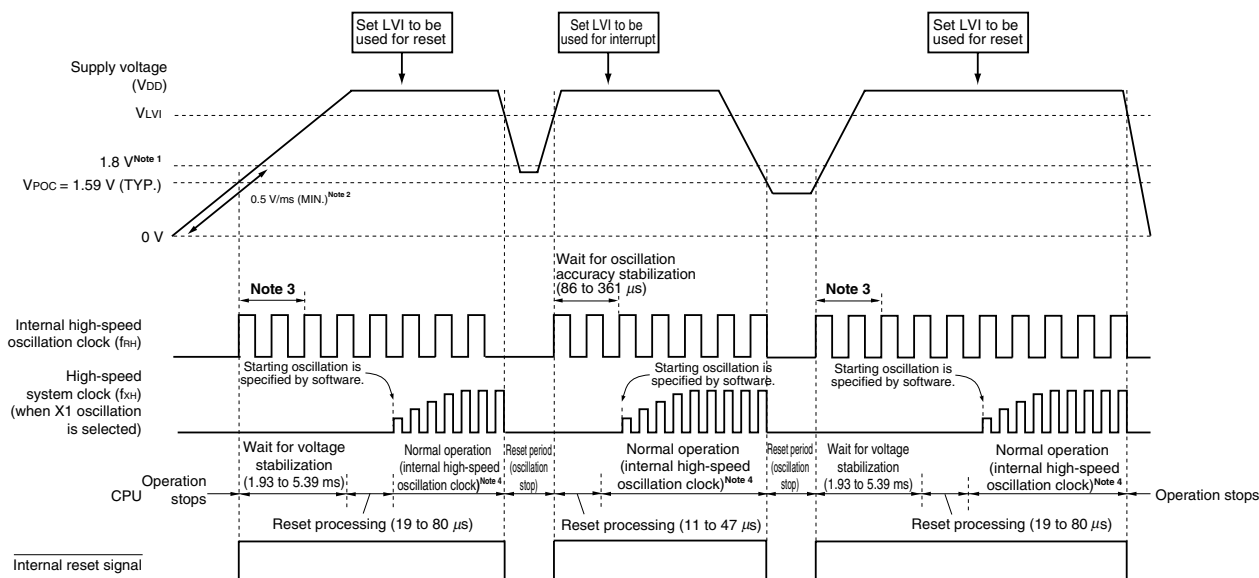 Set LVI to be
used for reset
Set LVI to be
used for interrupt
Set LVI to be
used for reset
Supply voltage
(VDD)
VLVI
1.8 V Note 1
VPOC = 1.59 V (TYP.)
0.5 V/ms (MIN.) Note 2
0 V
Wait for oscillation
accuracy stabilization
(86 to 361 μs)
Note 3
Note 3
Internal high-speed
oscillation clock (fRH)
Starting oscillation is
specified by software.
Starting oscillation is
specified by software.
Starting oscillation is
specified by software.
High-speed
system clock (fXH)
(when X1 oscillation
is selected)
Wait for voltage
stabilization
(1.93 to 5.39 ms)
Normal operation
(internal high-speed
oscillation clock) Note 4
Reset period
(oscillation
stop)
Normal operation
(internal high-speed
oscillation clock) Note 4
Reset period
(oscillation
stop)
Wait for voltage
stabilization
(1.93 to 5.39 ms)
Normal operation
(internal high-speed
oscillation clock) Note 4
CPU
Operation
stops
Operation stops
Reset processing (19 to 80 μs)
Reset processing (11 to 47 μs)
Reset processing (19 to 80 μs)
Internal reset signal